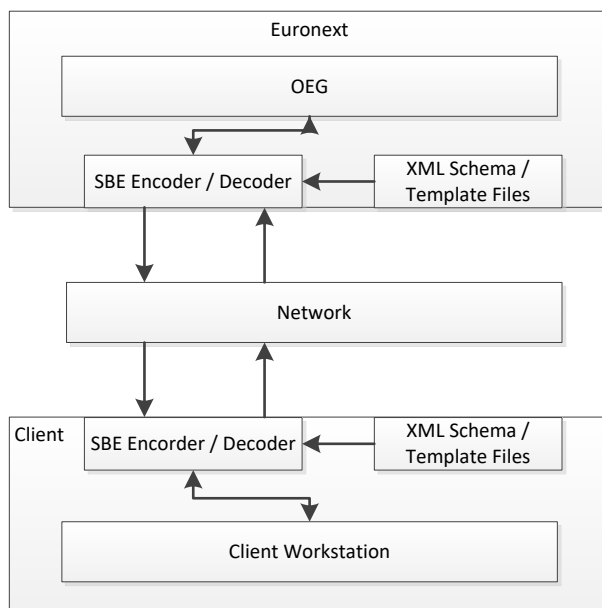 Euronext
OEG
SBE Encoder / Decoder
XML Schema /
Template Files
Network
Client
SBE Encorder / Decoder
XML Schema /
Template Files
Client Workstation